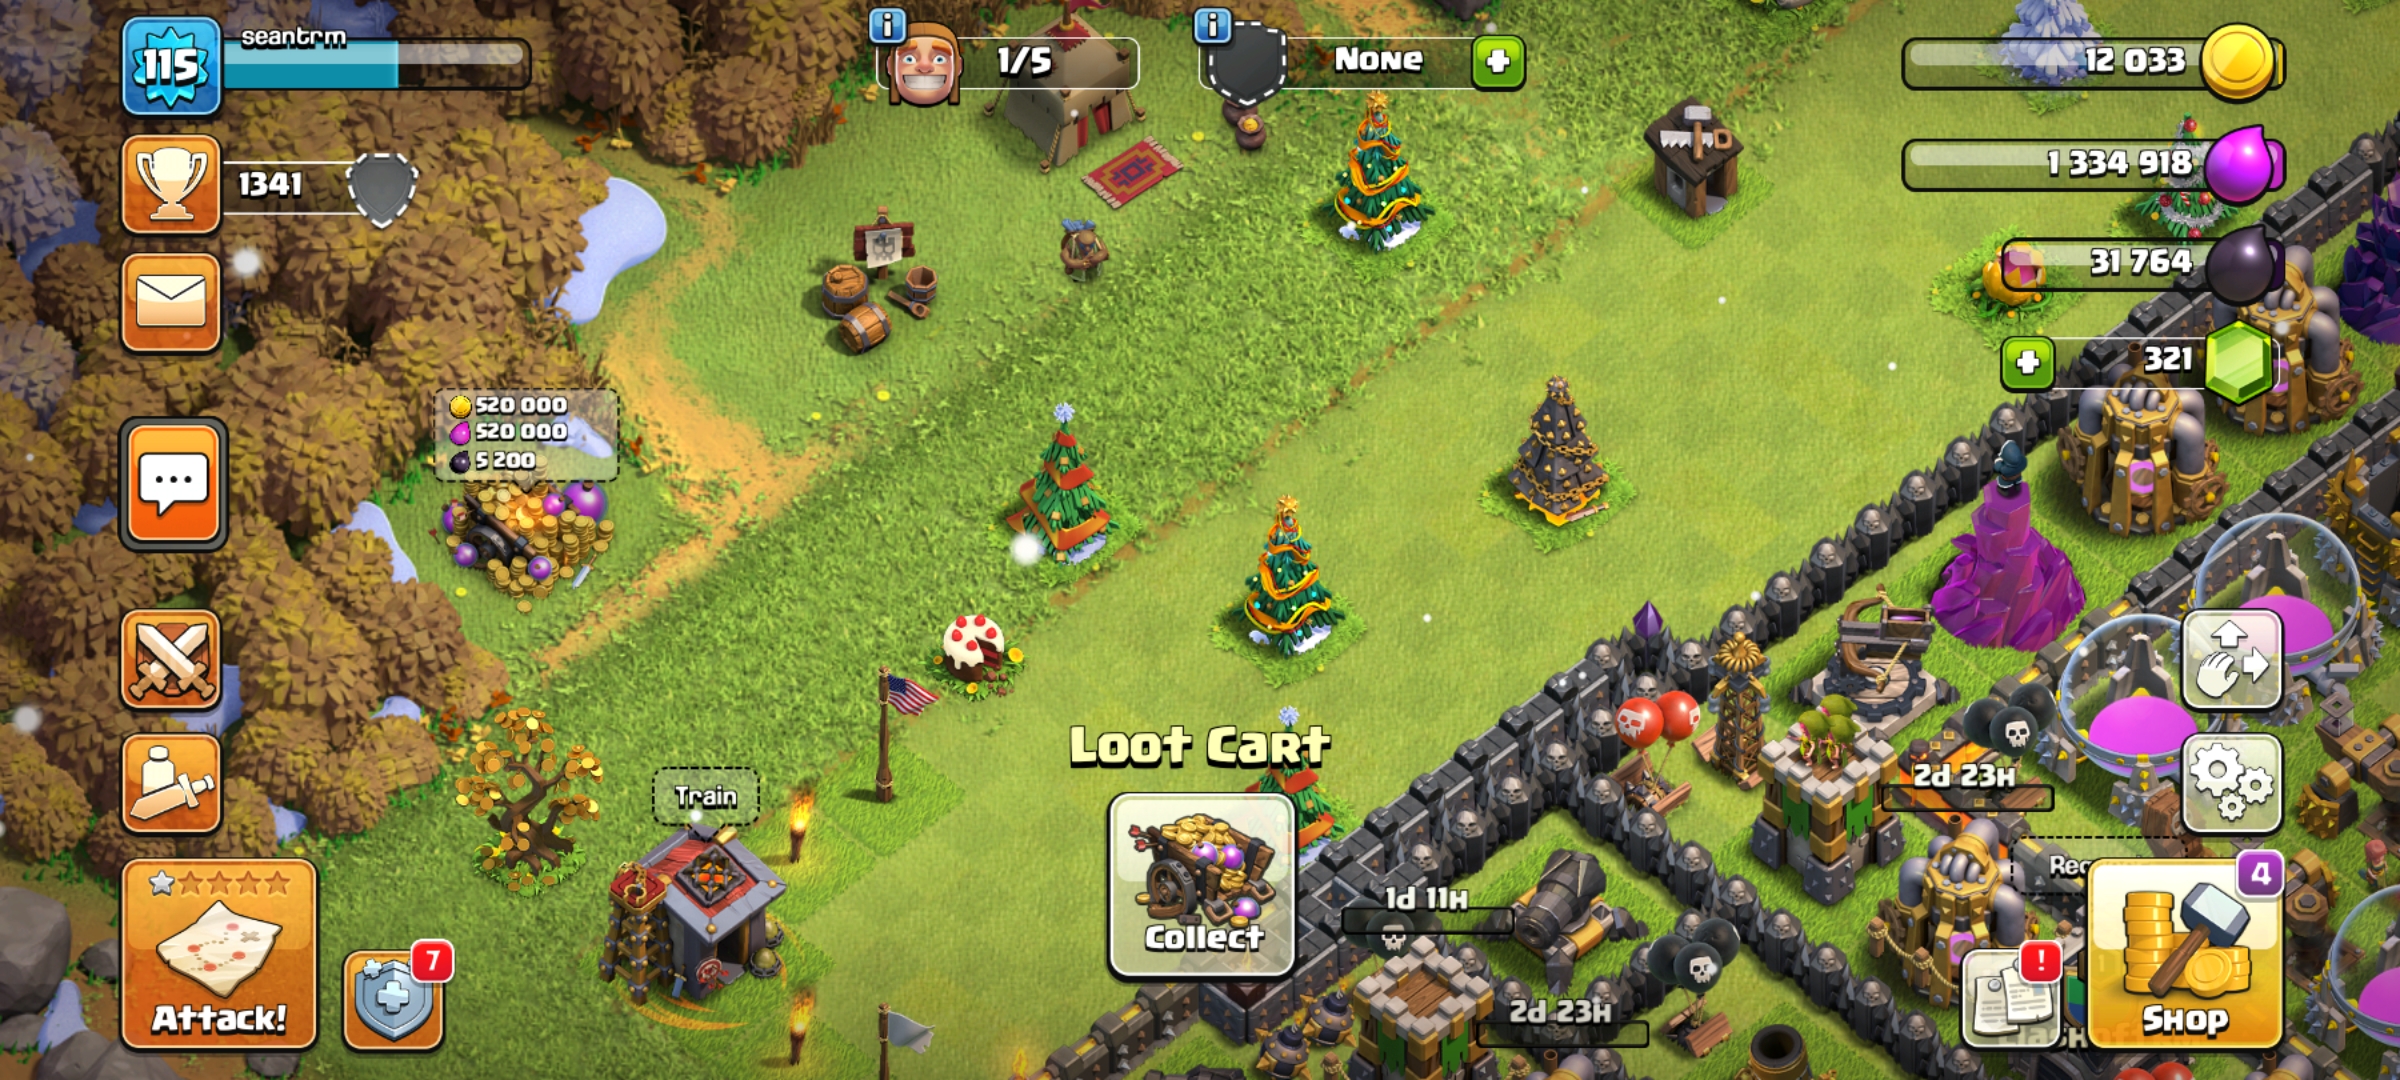 115
seantrm
1/5
None
12 033
1341
1 334 918
31 764
321
520 000
520 000
5 200
Loot Cart
2d 23H
Train
4
1d 11H
Collect
7
!
2d 23H
Attack!
Shop